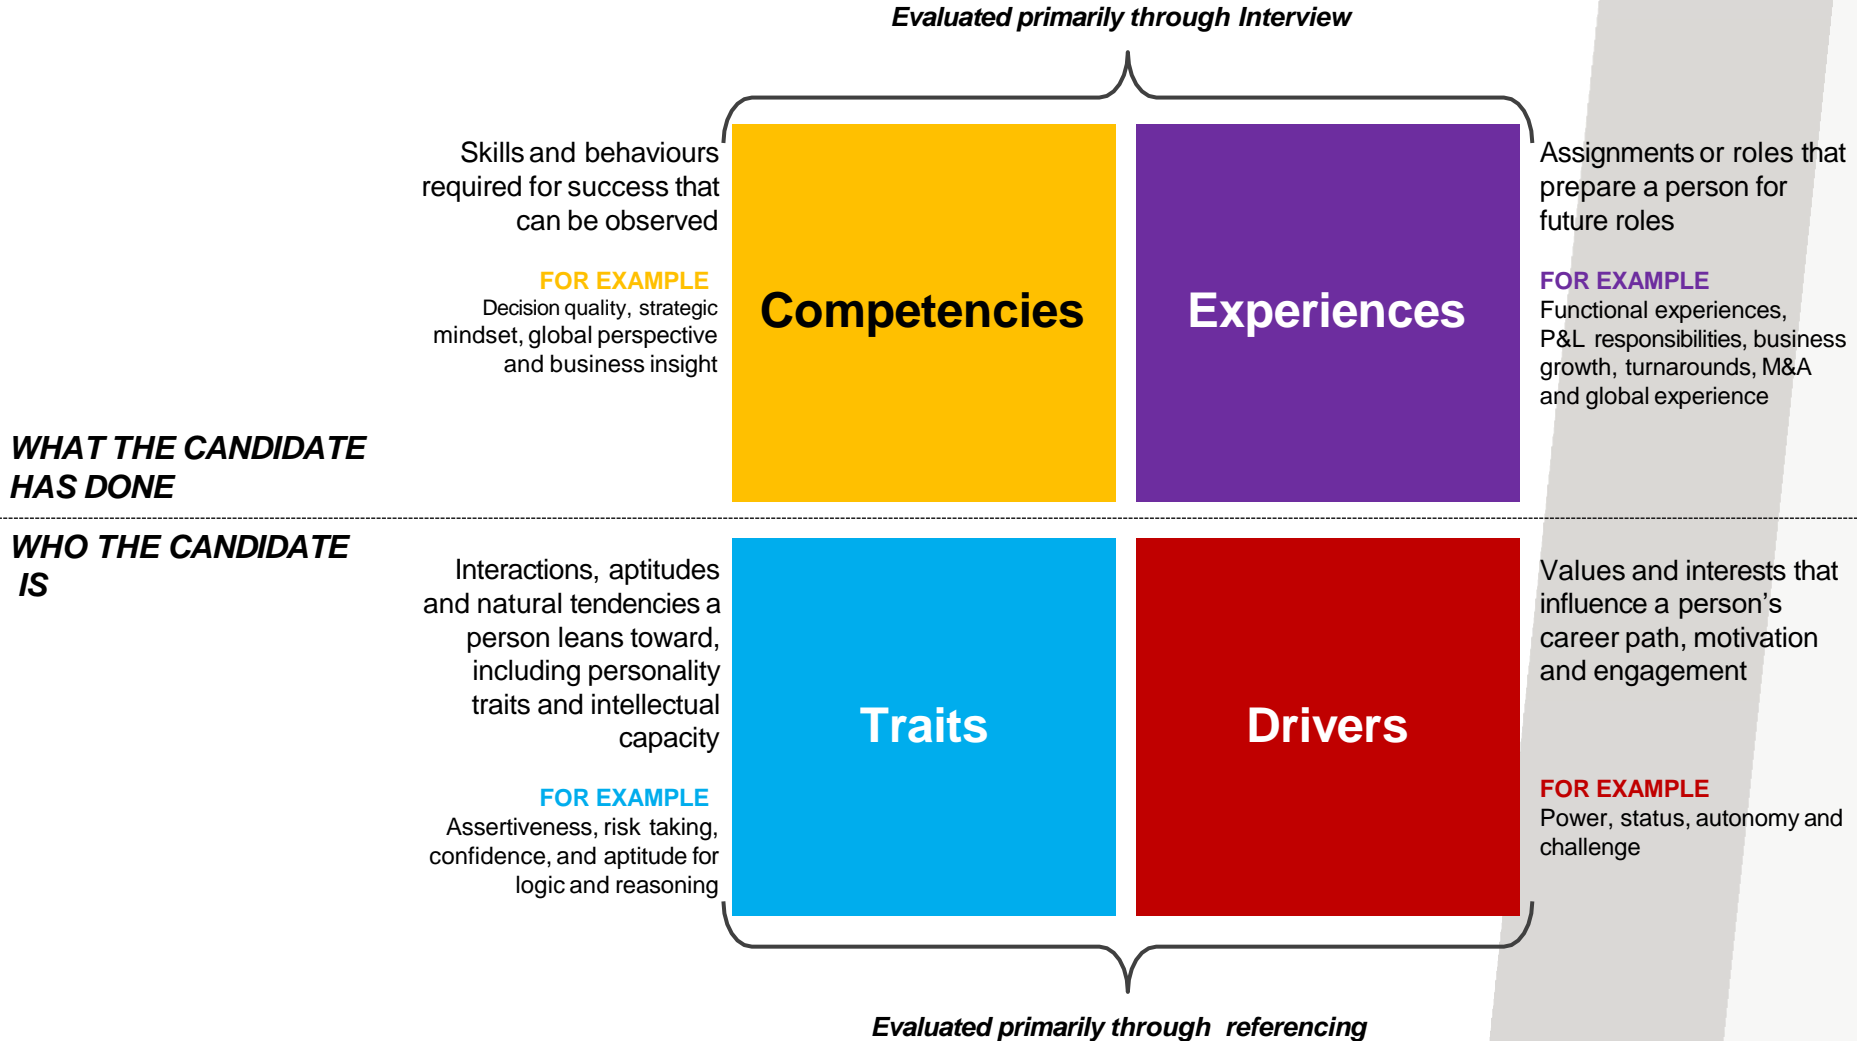 Evaluated primarily through Interview
Skills and behaviours
required for success that
can be observed
FOR EXAMPLE
Decision quality, strategic
mindset, global perspective
and business insight
Competencies
Experiences
Assignments or roles that
prepare a person for
future roles
FOR EXAMPLE
Functional experiences,
P&L responsibilities, business
growth, turnarounds, M&A
and global experience
WHAT THE CANDIDATE
HAS DONE
WHO THE CANDIDATE
IS
Interactions, aptitudes
and natural tendencies a
person leans toward,
including personality
traits and intellectual
capacity
FOR EXAMPLE
Assertiveness, risk taking,
confidence, and aptitude for
logic and reasoning
Traits
Drivers
Values and interests that
influence a person’s
career path, motivation
and engagement
FOR EXAMPLE
Power, status, autonomy and
challenge
Evaluated primarily through referencing